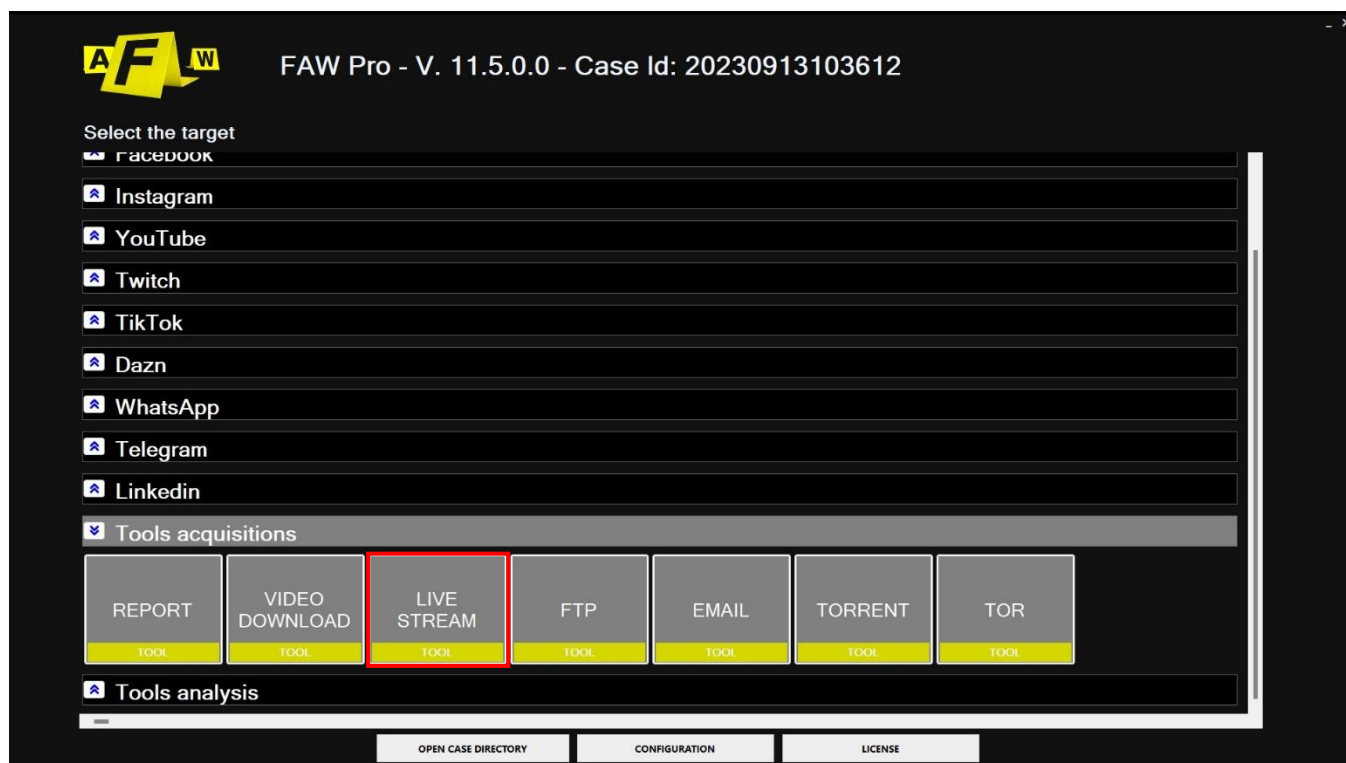 A F W
FAW Pro - V. 11.5.0.0 - Case Id: 20230913103612
Select the target
Facebook
Instagram
YouTube
Twitch
TikTok
Dazn
WhatsApp
Telegram
Linkedin
Tools acquisitions
REPORT
TOOL
VIDEO
DOWNLOAD
TOOL
LIVE
STREAM
TOOL
FTP
TOOL
EMAIL
TOOL
TORRENT
TOOL
TOR
TOOL
Tools analysis
OPEN CASE DIRECTORY
CONFIGURATION
LICENSE